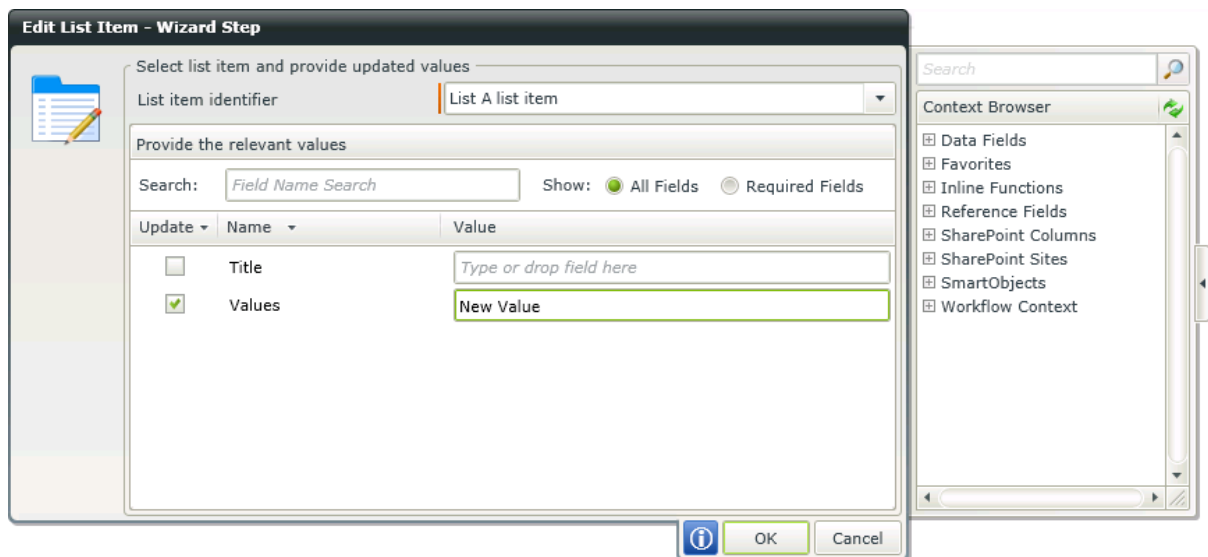 Edit List Item - Wizard Step
Select list item and provide updated values
List item identifier
List A list item
Provide the relevant values
Search:
Field Name Search
Show:
All Fields
Required Fields
Update
Name
Value
Title
Type or drop field here
Values
New Value
OK
Cancel
Search
Context Browser
Data Fields
Favorites
Inline Functions
Reference Fields
SharePoint Columns
SharePoint Sites
SmartObjects
Workflow Context